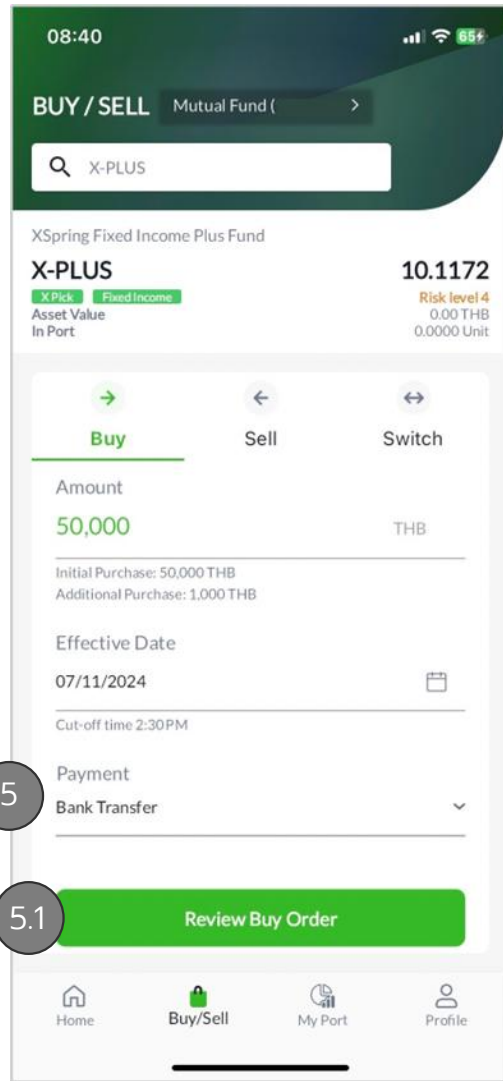 08:40
65
BUY / SELL Mutual Fund (
X-PLUS
XSpring Fixed Income Plus Fund
X-PLUS 10.1172
X Pick Fixed Income Risk level 4
Asset Value 0.00 THB
In Port 0.0000 Unit
Buy Sell Switch
Amount
50,000 THB
Initial Purchase: 50,000 THB
Additional Purchase: 1,000 THB
Effective Date
07/11/2024
Cut-off time 2:30PM
5 Payment
Bank Transfer
5.1 Review Buy Order
Home Buy/Sell My Port Profile